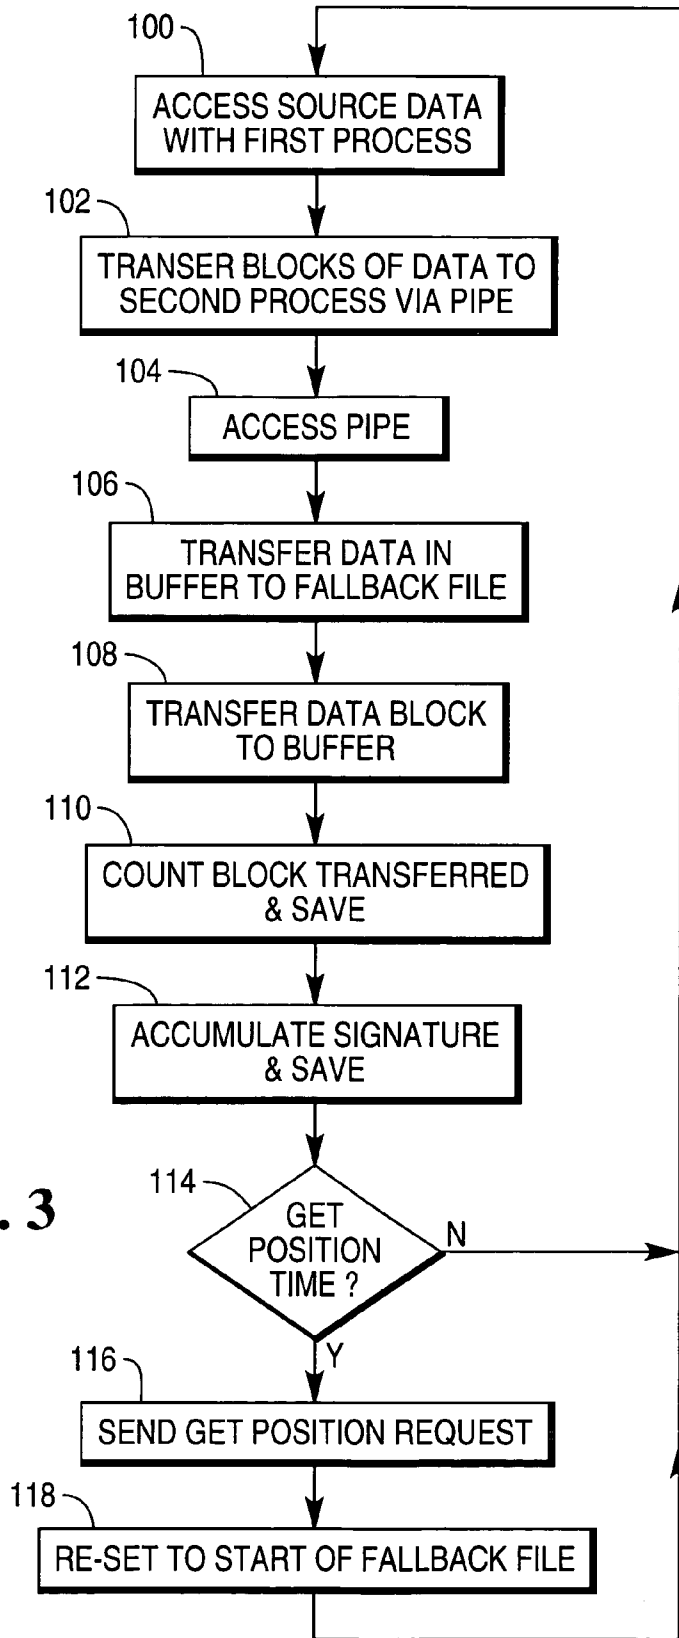 100
ACCESS SOURCE DATA
WITH FIRST PROCESS
102
TRANSER BLOCKS OF DATA TO
SECOND PROCESS VIA PIPE
104
ACCESS PIPE
106
TRANSFER DATA IN
BUFFER TO FALLBACK FILE
108
TRANSFER DATA BLOCK
TO BUFFER
110
COUNT BLOCK TRANSFERRED
& SAVE
112
ACCUMULATE SIGNATURE
& SAVE
114
GET
POSITION
TIME ?
N
. 3
Y
116
SEND GET POSITION REQUEST
118
RE-SET TO START OF FALLBACK FILE